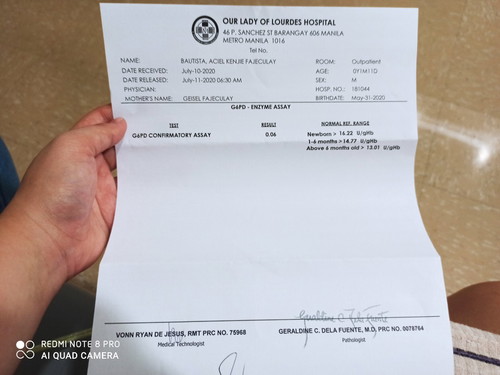 OUR LADY OF LOURDES HOSPITAL
46 P. SANCHEZ ST BARANGAY 606 MANILA
METRO MANILA 1016
Tel No.
NAME: BAUTISTA, ACIEL KENJIE FAJECULAY ROOM: Outpatient
DATE RECEIVED: July-10-2020 AGE: 0Y1M11D
DATE RELEASED: July-11-2020 06:30 AM SEX: M
PHYSICIAN: HOSP. NO.: 181044
MOTHER'S NAME: GEISEL FAJECULAY BIRTHDATE: May-31-2020
G6PD - ENZYME ASSAY
TEST RESULT NORMAL REF. RANGE
G6PD CONFIRMATORY ASSAY 0.06 Newborn > 16.22 U/gHb
1-6 months >14.77 U/gHb
Above 6 months old > 13.01 U/gHb
Geraldine C. Dela Fuente
VONN RYAN DE JESUS, RMT PRC NO. 75968 GERALDINE C. DELA FUENTE, M.D, PRC NO. 0078764
Medical Technologist Pathologist
REDMI NOTE 8 PRO
AI QUAD CAMERA